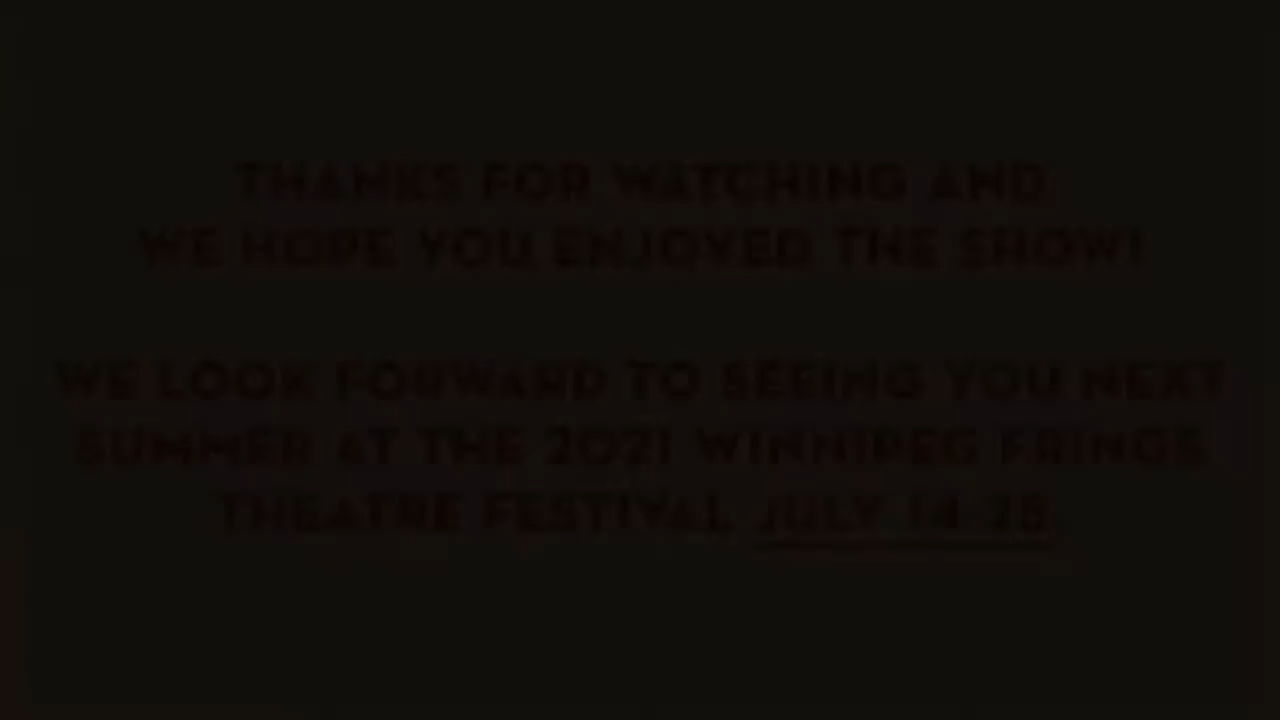 THANKS FOR WATCHING AND
WE HOPE YOU ENJOYED THE SHOW!
WE LOOK FORWARD TO SEEING YOU NEXT
SUMMER AT THE 2021 WINNIPEG FRINGE
THEATRE FESTIVAL JULY 14-25.